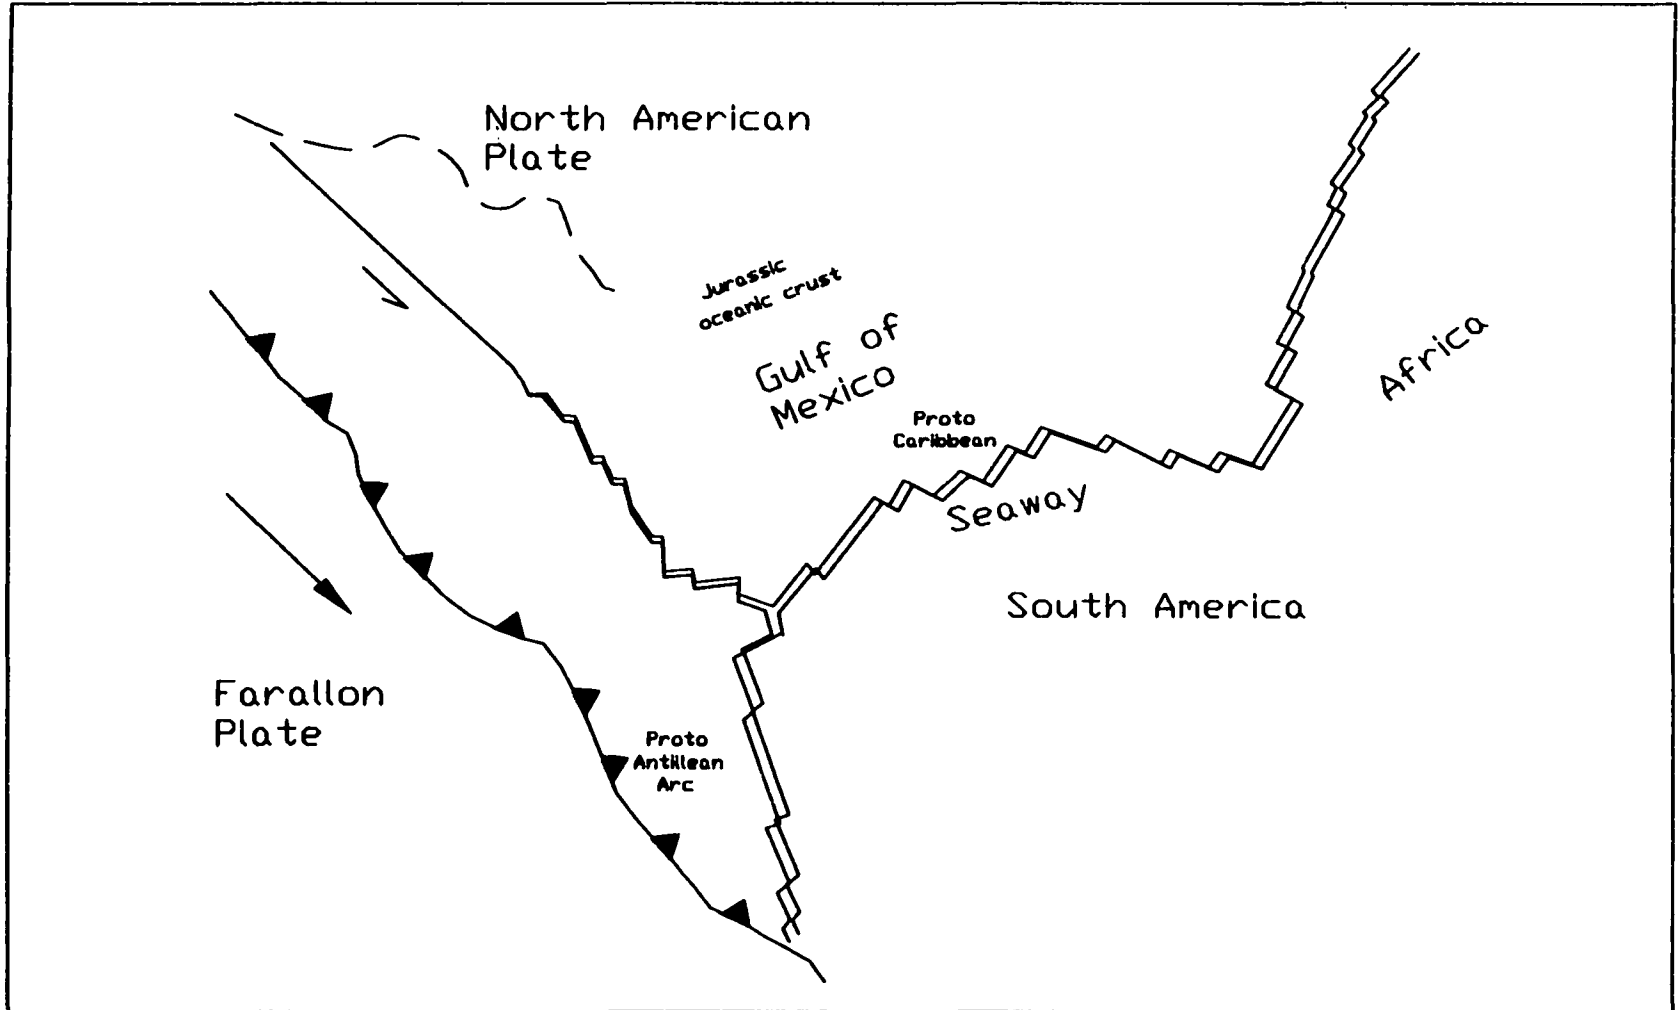 North American
Plate
Jurassic
oceanic crust
Gulf of
Mexico
Proto
Caribbean
Seaway
Africa
South America
Farallon
Plate
Proto
Antillean
Arc